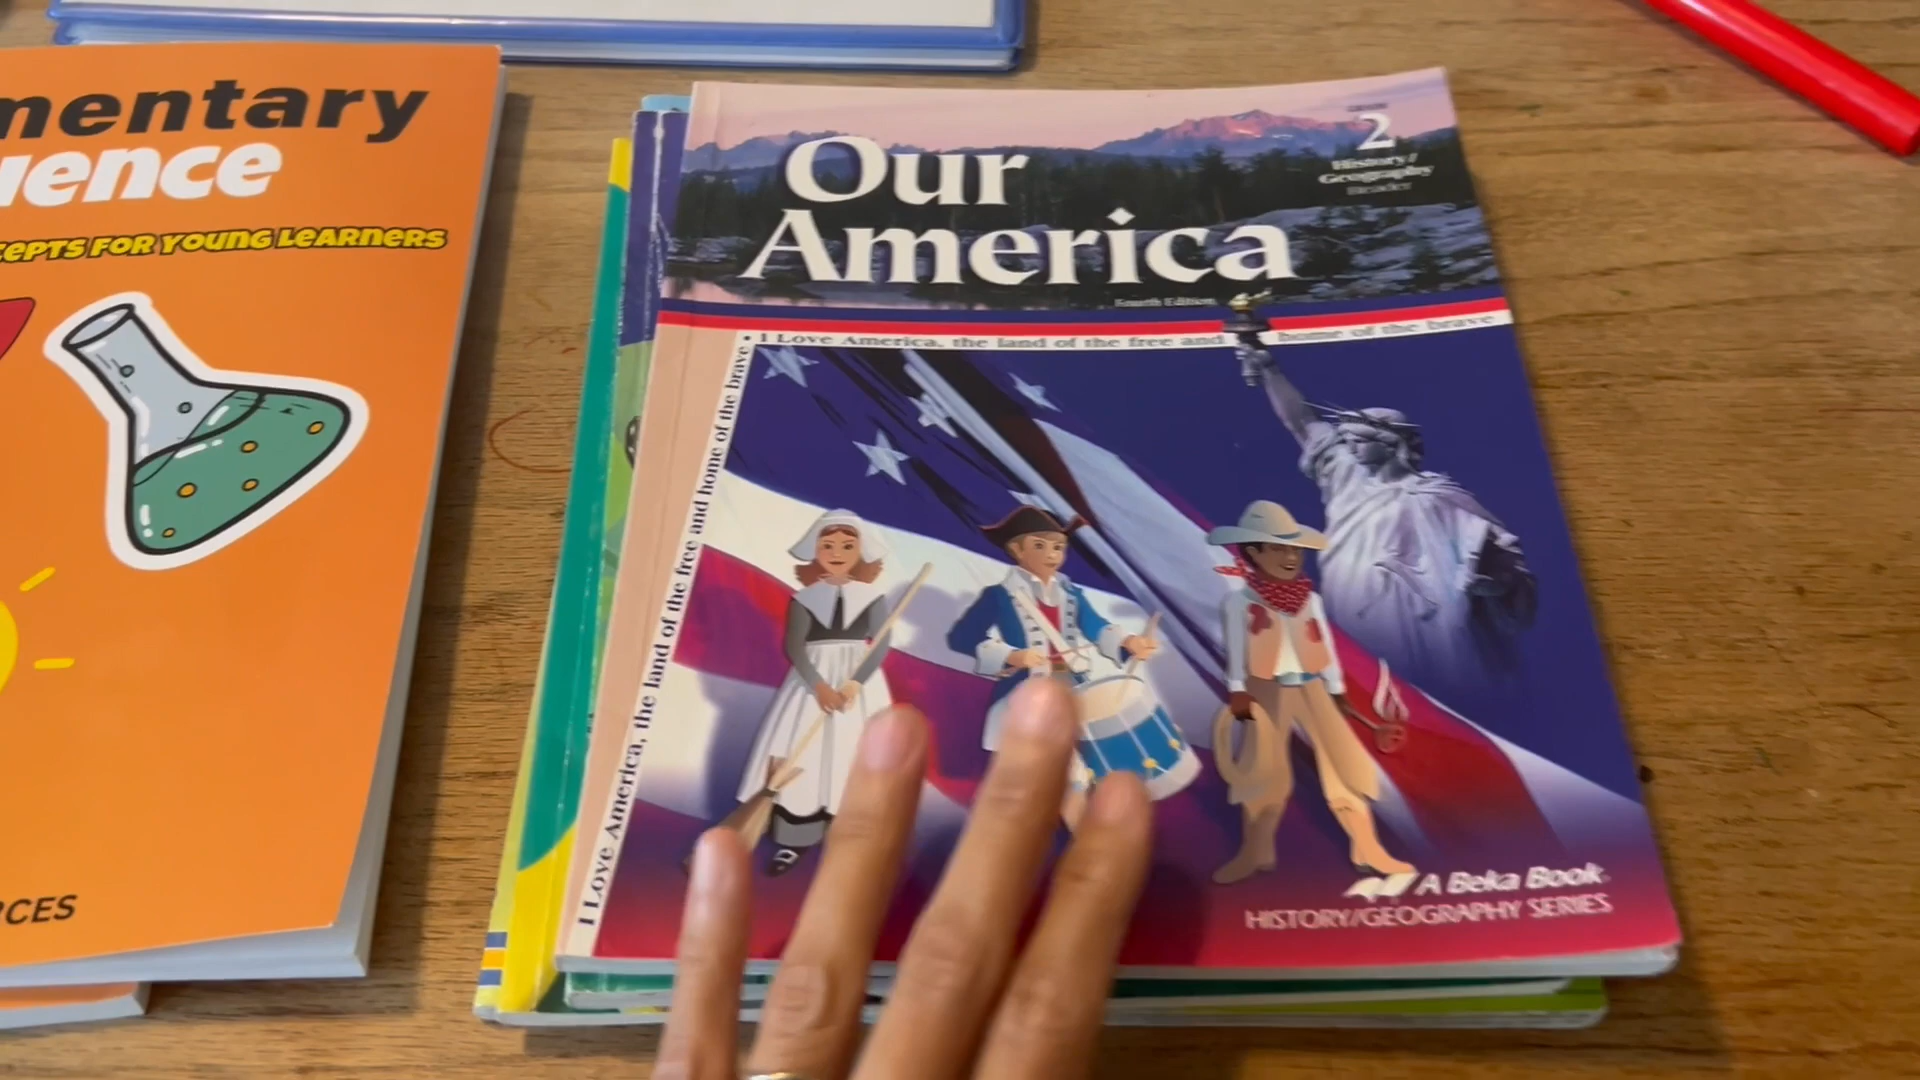 mentary
ience
CEPTS FOR YOUNG LEARNERS
RCES
Our
America
GRADE
2
History/
Geography
Reader
Fourth Edition
• I Love America, the land of the free and home of the brave
I Love America, the land of the free and home of the brave
A Beka Book
HISTORY/GEOGRAPHY SERIES